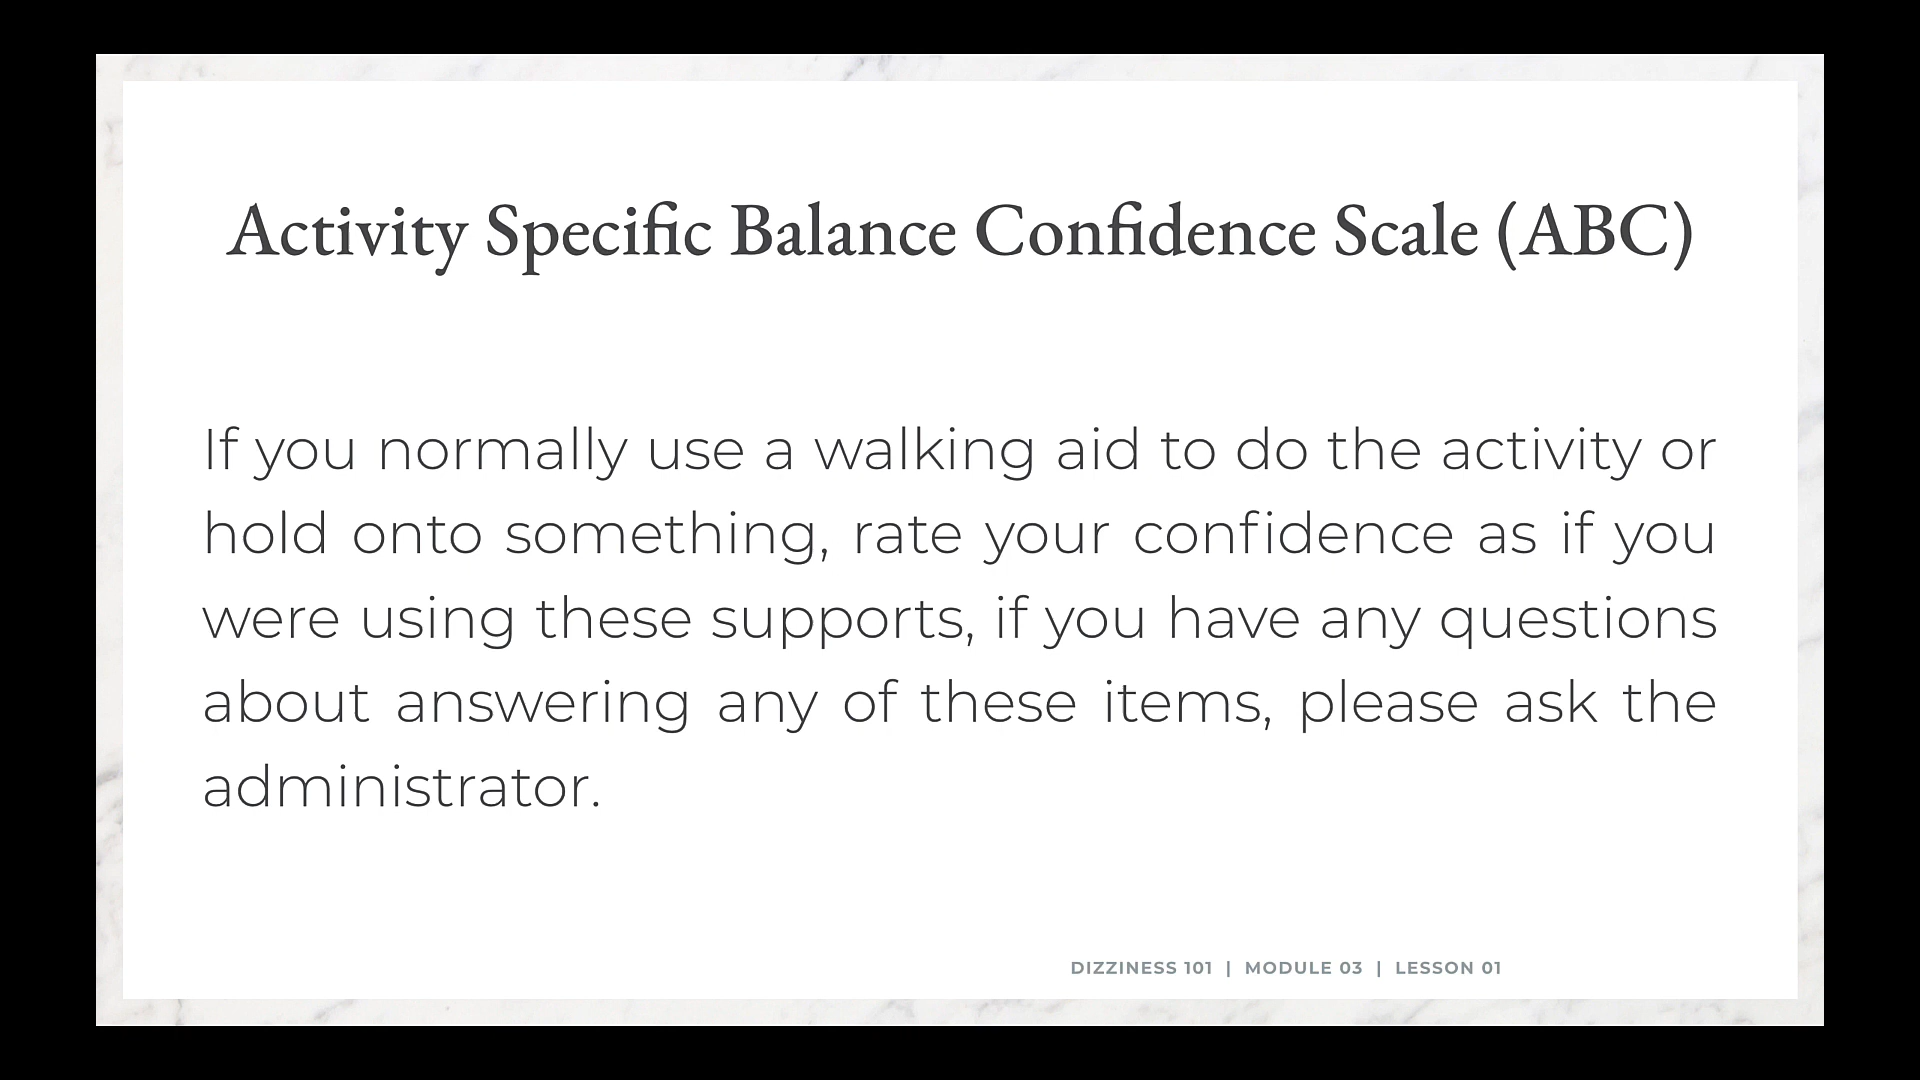 Activity Specific Balance Confidence Scale (ABC)
If you normally use a walking aid to do the activity or
hold onto something, rate your confidence as if you
were using these supports, if you have any questions
about answering any of these items, please ask the
administrator.
DIZZINESS 101 | MODULE 03 | LESSON 01